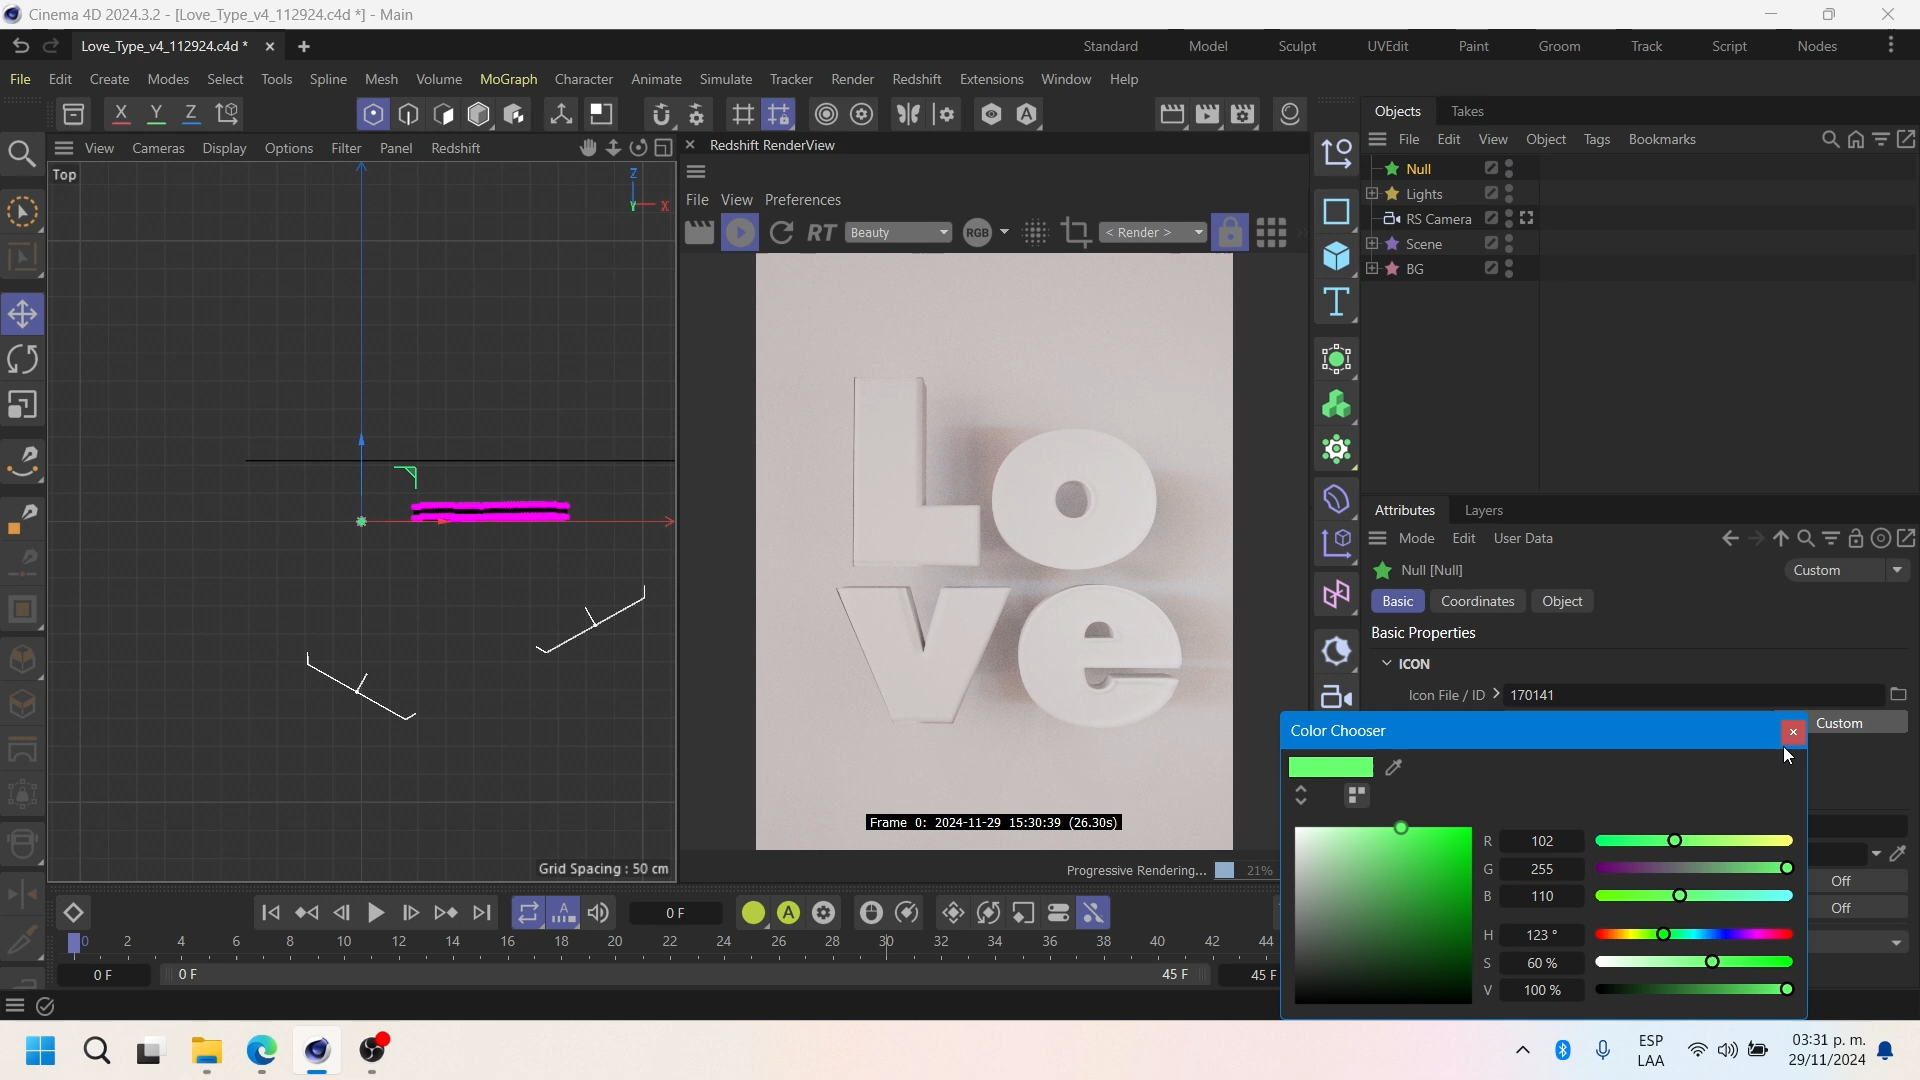 Cinema 4D 2024.3.2 - [Love_Type_v4_112924.c4d *] - Main
Love_Type_v4_112924.c4d *
Standard Model Sculpt UVEdit Paint Groom Track Script Nodes
File Edit Create Modes Select Tools Spline Mesh Volume MoGraph Character Animate Simulate Tracker Render Redshift Extensions Window Help
X Y Z
Objects Takes
File Edit View Object Tags Bookmarks
View Cameras Display Options Filter Panel Redshift
Redshift RenderView
Top
Z
Y X
File View Preferences
RT Beauty RGB < Render >
Null
Lights
RS Camera
Scene
BG
Lo
ve
Frame 0: 2024-11-29 15:30:39 (26.30s)
Progressive Rendering... 21%
Grid Spacing : 50 cm
Attributes Layers
Mode Edit User Data
Null [Null]
Custom
Basic Coordinates Object
Basic Properties
ICON
Icon File / ID 170141
Custom
Color Chooser
R 102
G 255
B 110
H 123 °
S 60 %
V 100 %
Off
Off
0 F
0 2 4 6 8 10 12 14 16 18 20 22 24 26 28 30 32 34 36 38 40 42 44
0 F 0 F 45 F 45 F
ESP
LAA
03:31 p. m.
29/11/2024